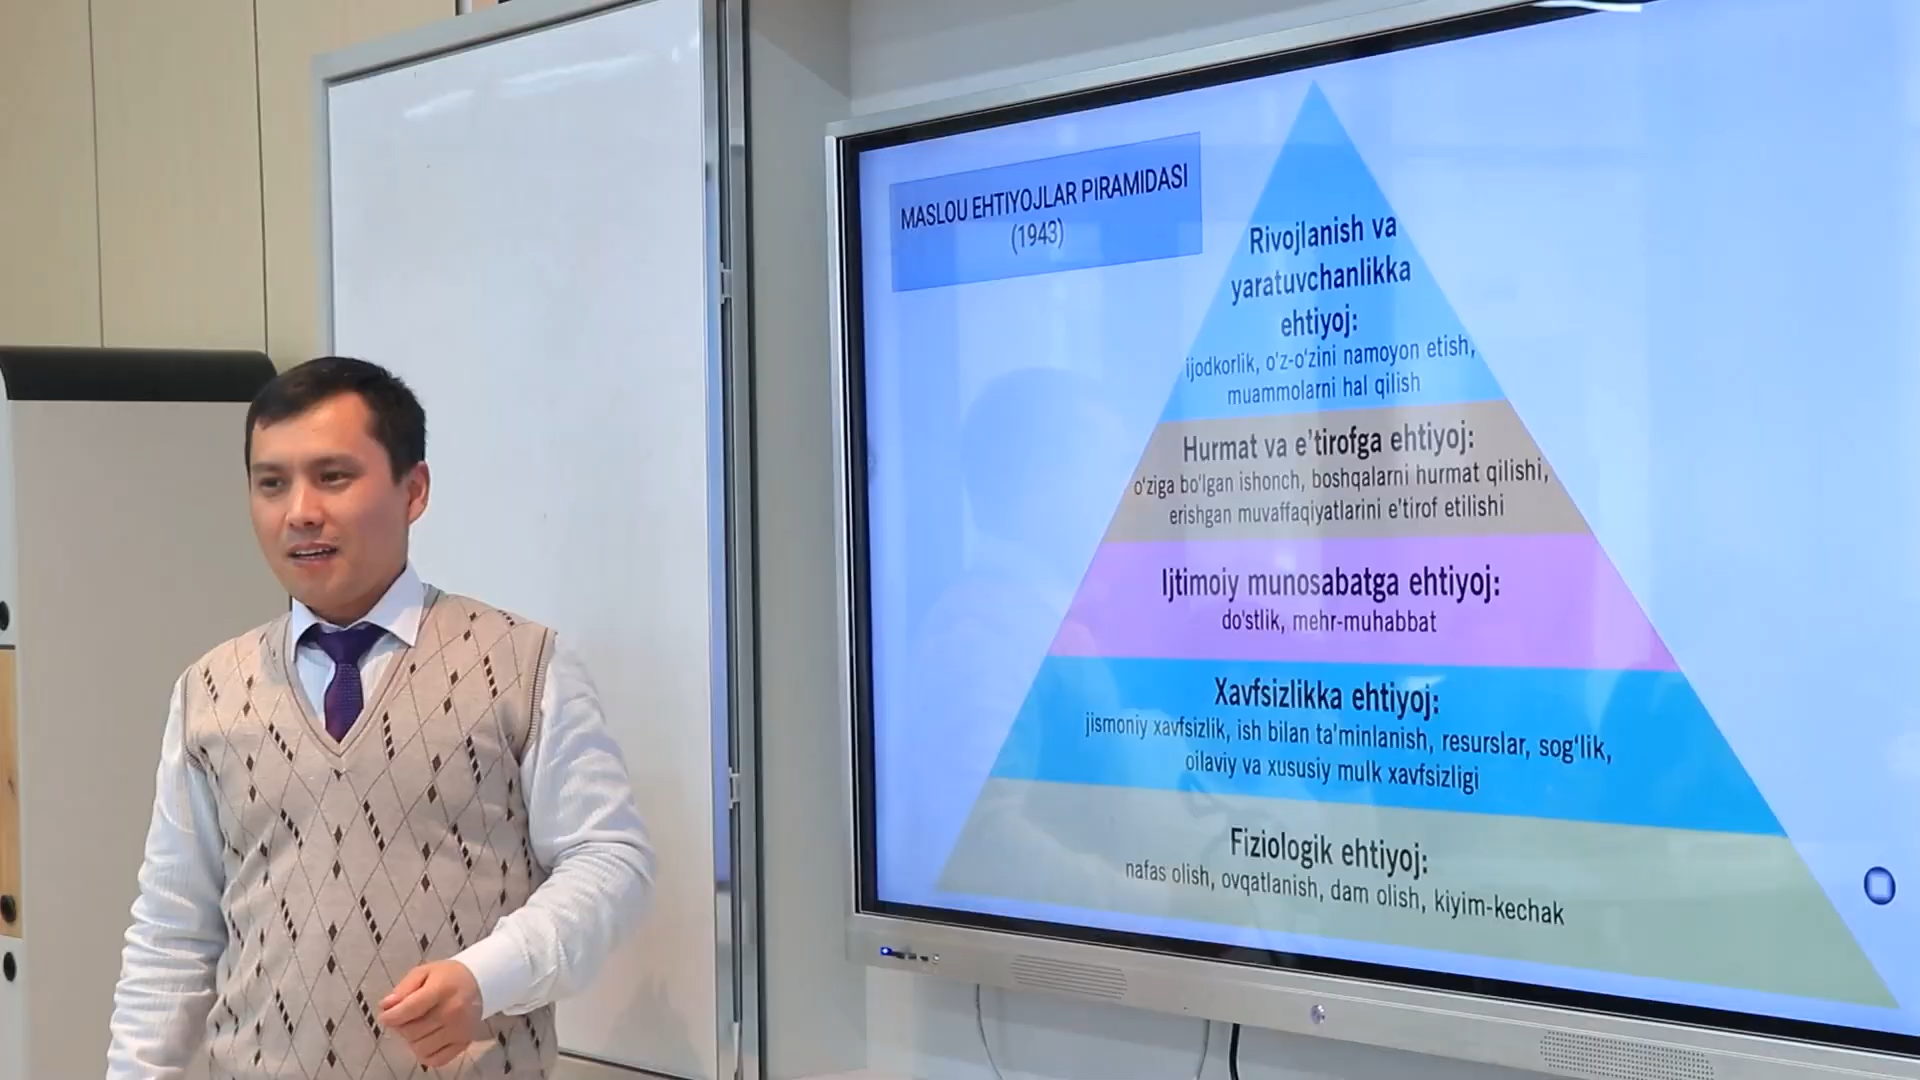 MASLOU EHTIYOJLAR PIRAMIDASI
(1943)
Rivojlanish va
yaratuvchanlikka
ehtiyoj:
ijodkorlik, o'z-o'zini namoyon etish,
muammolarni hal qilish
Hurmat va e'tirofga ehtiyoj:
o'ziga bo'lgan ishonch, boshqalarni hurmat qilishi,
erishgan muvaffaqiyatlarini e'tirof etilishi
Ijtimoiy munosabatga ehtiyoj:
do'stlik, mehr-muhabbat
Xavfsizlikka ehtiyoj:
jismoniy xavfsizlik, ish bilan ta'minlanish, resurslar, sog‘lik,
oilaviy va xususiy mulk xavfsizligi
Fiziologik ehtiyoj:
nafas olish, ovqatlanish, dam olish, kiyim-kechak